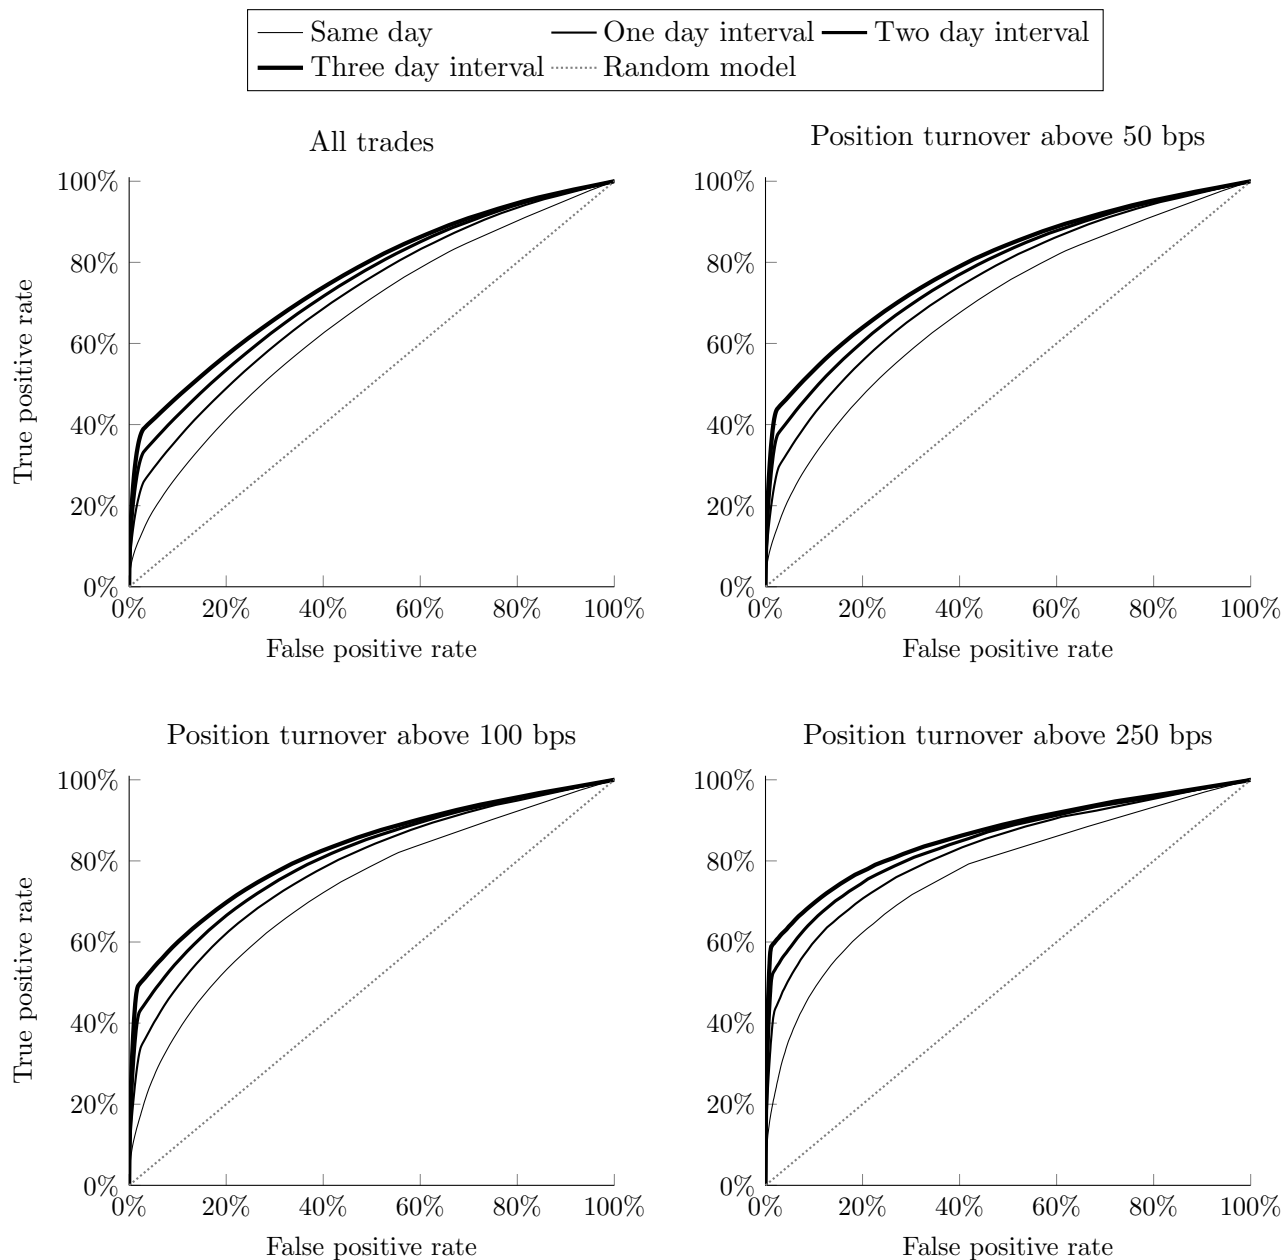 Same day One day interval Two day interval
Three day interval Random model
All trades
Position turnover above 50 bps
100%
80%
60%
40%
20%
0%
True positive rate
0% 20% 40% 60% 80% 100%
False positive rate
100%
80%
60%
40%
20%
0%
0% 20% 40% 60% 80% 100%
False positive rate
Position turnover above 100 bps
Position turnover above 250 bps
100%
80%
60%
40%
20%
0%
True positive rate
0% 20% 40% 60% 80% 100%
False positive rate
100%
80%
60%
40%
20%
0%
0% 20% 40% 60% 80% 100%
False positive rate